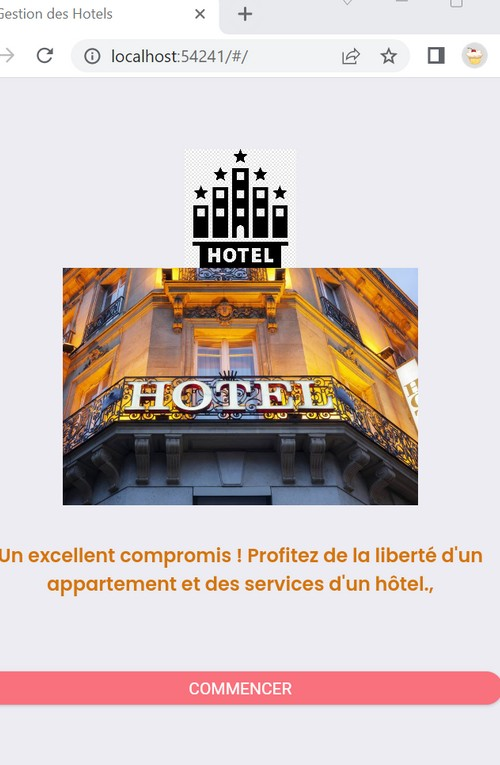 Gestion des Hotels
localhost:54241/#/
HOTEL
HOTEL
Un excellent compromis ! Profitez de la liberté d'un
appartement et des services d'un hôtel.,
COMMENCER